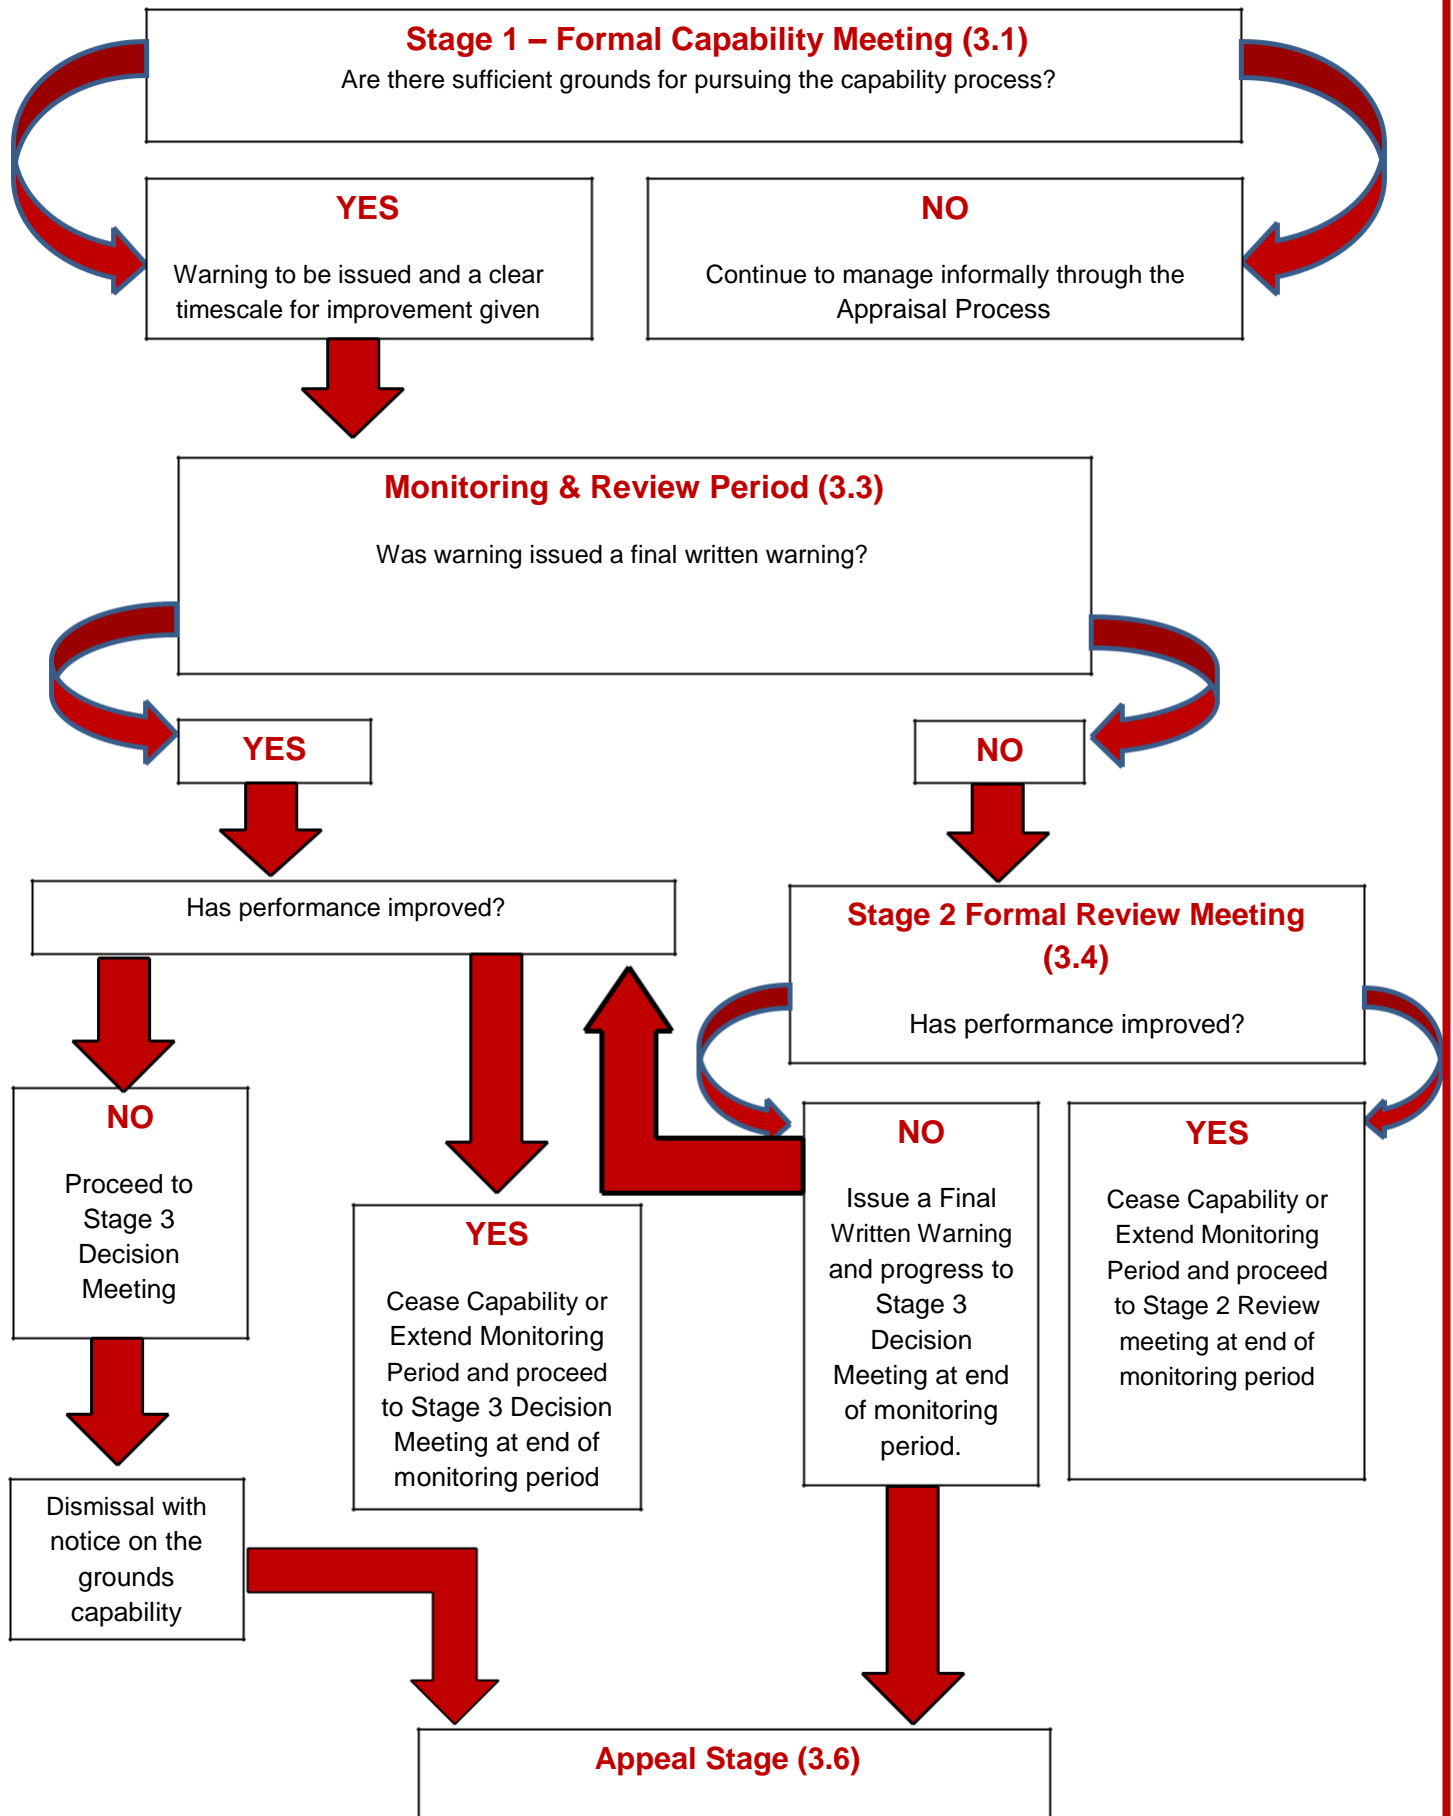 Stage 1 – Formal Capability Meeting (3.1)
Are there sufficient grounds for pursuing the capability process?
YES
Warning to be issued and a clear
timescale for improvement given
NO
Continue to manage informally through the
Appraisal Process
Monitoring & Review Period (3.3)
Was warning issued a final written warning?
YES
NO
Has performance improved?
Stage 2 Formal Review Meeting
(3.4)
Has performance improved?
NO
Proceed to
Stage 3
Decision
Meeting
YES
Cease Capability or
Extend Monitoring
Period and proceed
to Stage 3 Decision
Meeting at end of
monitoring period
NO
Issue a Final
Written Warning
and progress to
Stage 3
Decision
Meeting at end
of monitoring
period.
YES
Cease Capability or
Extend Monitoring
Period and proceed
to Stage 2 Review
meeting at end of
monitoring period
Dismissal with
notice on the
grounds
capability
Appeal Stage (3.6)